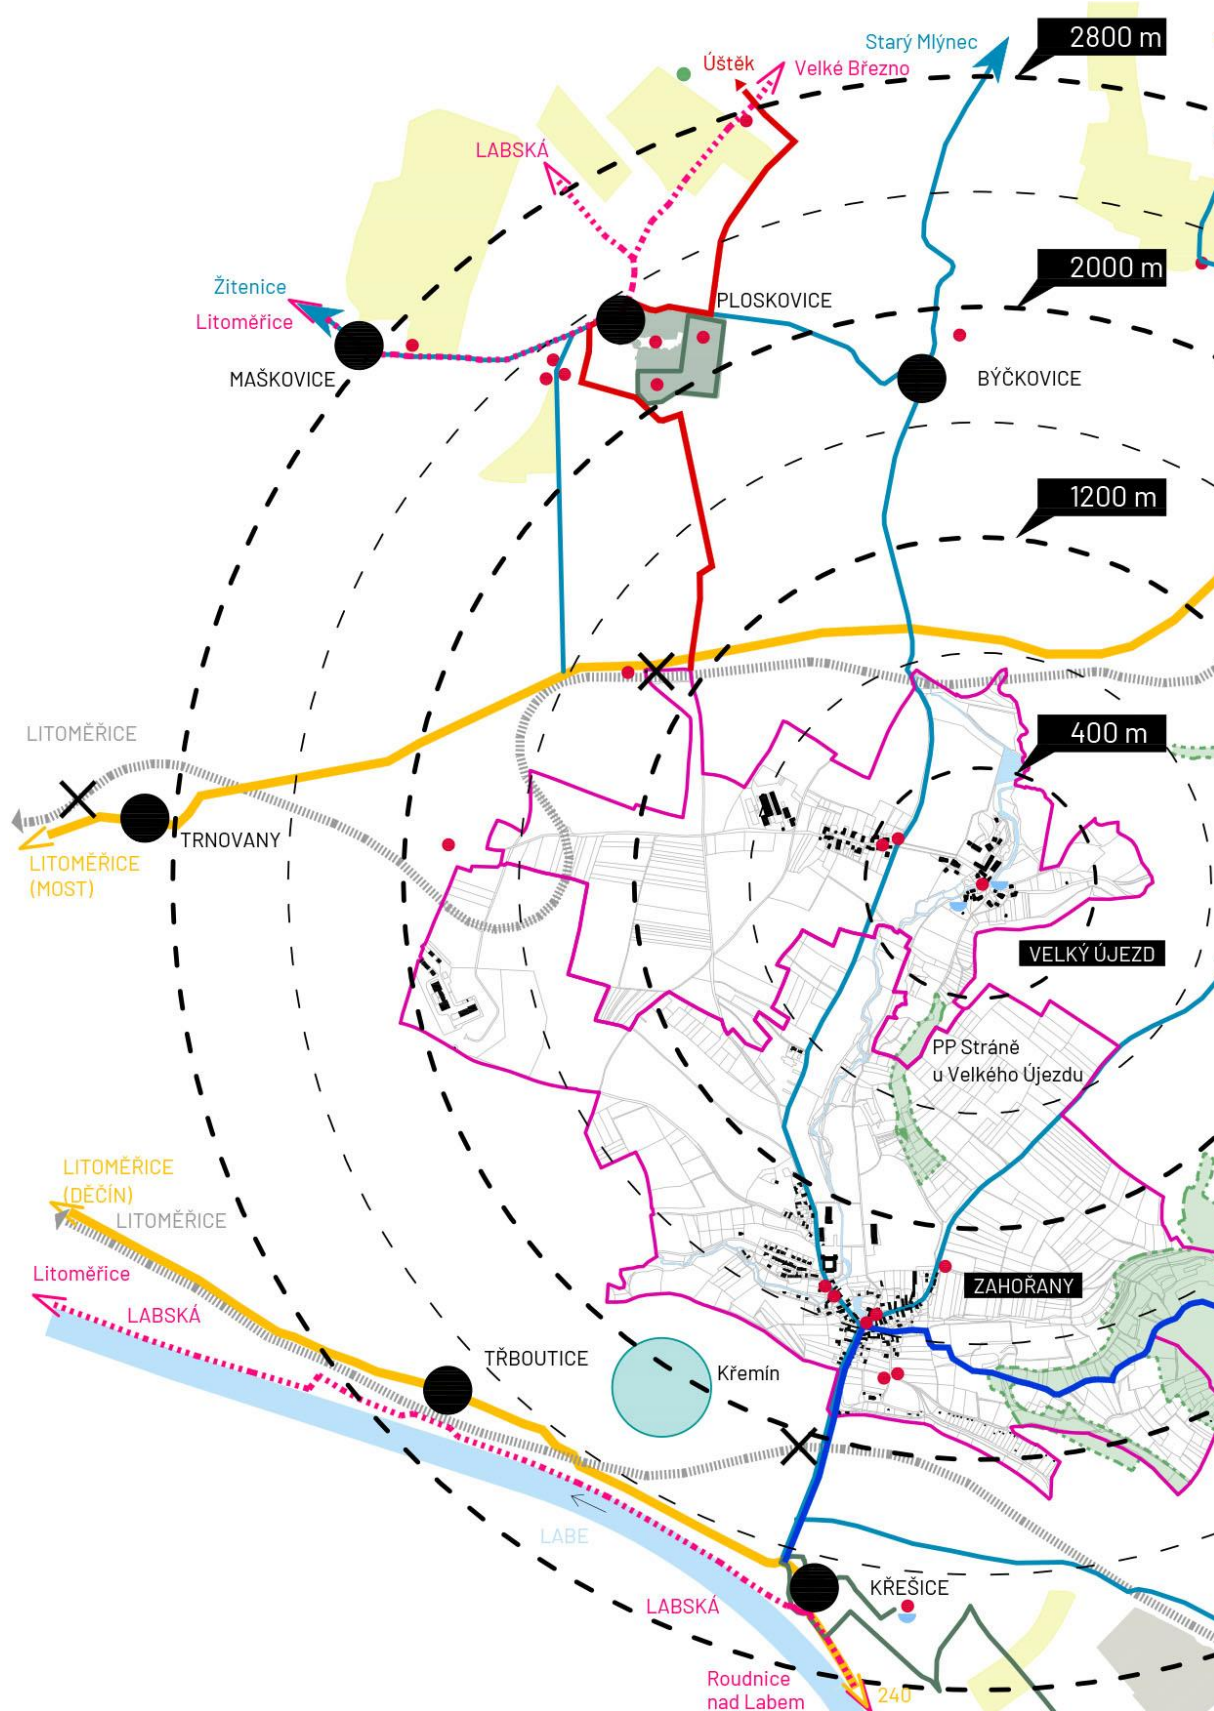 Starý Mlýnec
2800 m
Úštěk
Velké Březno
LABSKÁ
2000 m
Žitenice
Litoměřice
PLOSKOVICE
MAŠKOVICE
BÝČKOVICE
1200 m
400 m
LITOMĚŘICE
TRNOVANY
LITOMĚŘICE
(MOST)
VELKÝ ÚJEZD
PP Stráně
u Velkého Újezdu
LITOMĚŘICE
(DĚČÍN)
LITOMĚŘICE
Litoměřice
LABSKÁ
ZAHOŘANY
TŘBOUTICE
Křemín
LABE
KŘEŠICE
LABSKÁ
Roudnice
nad Labem
240